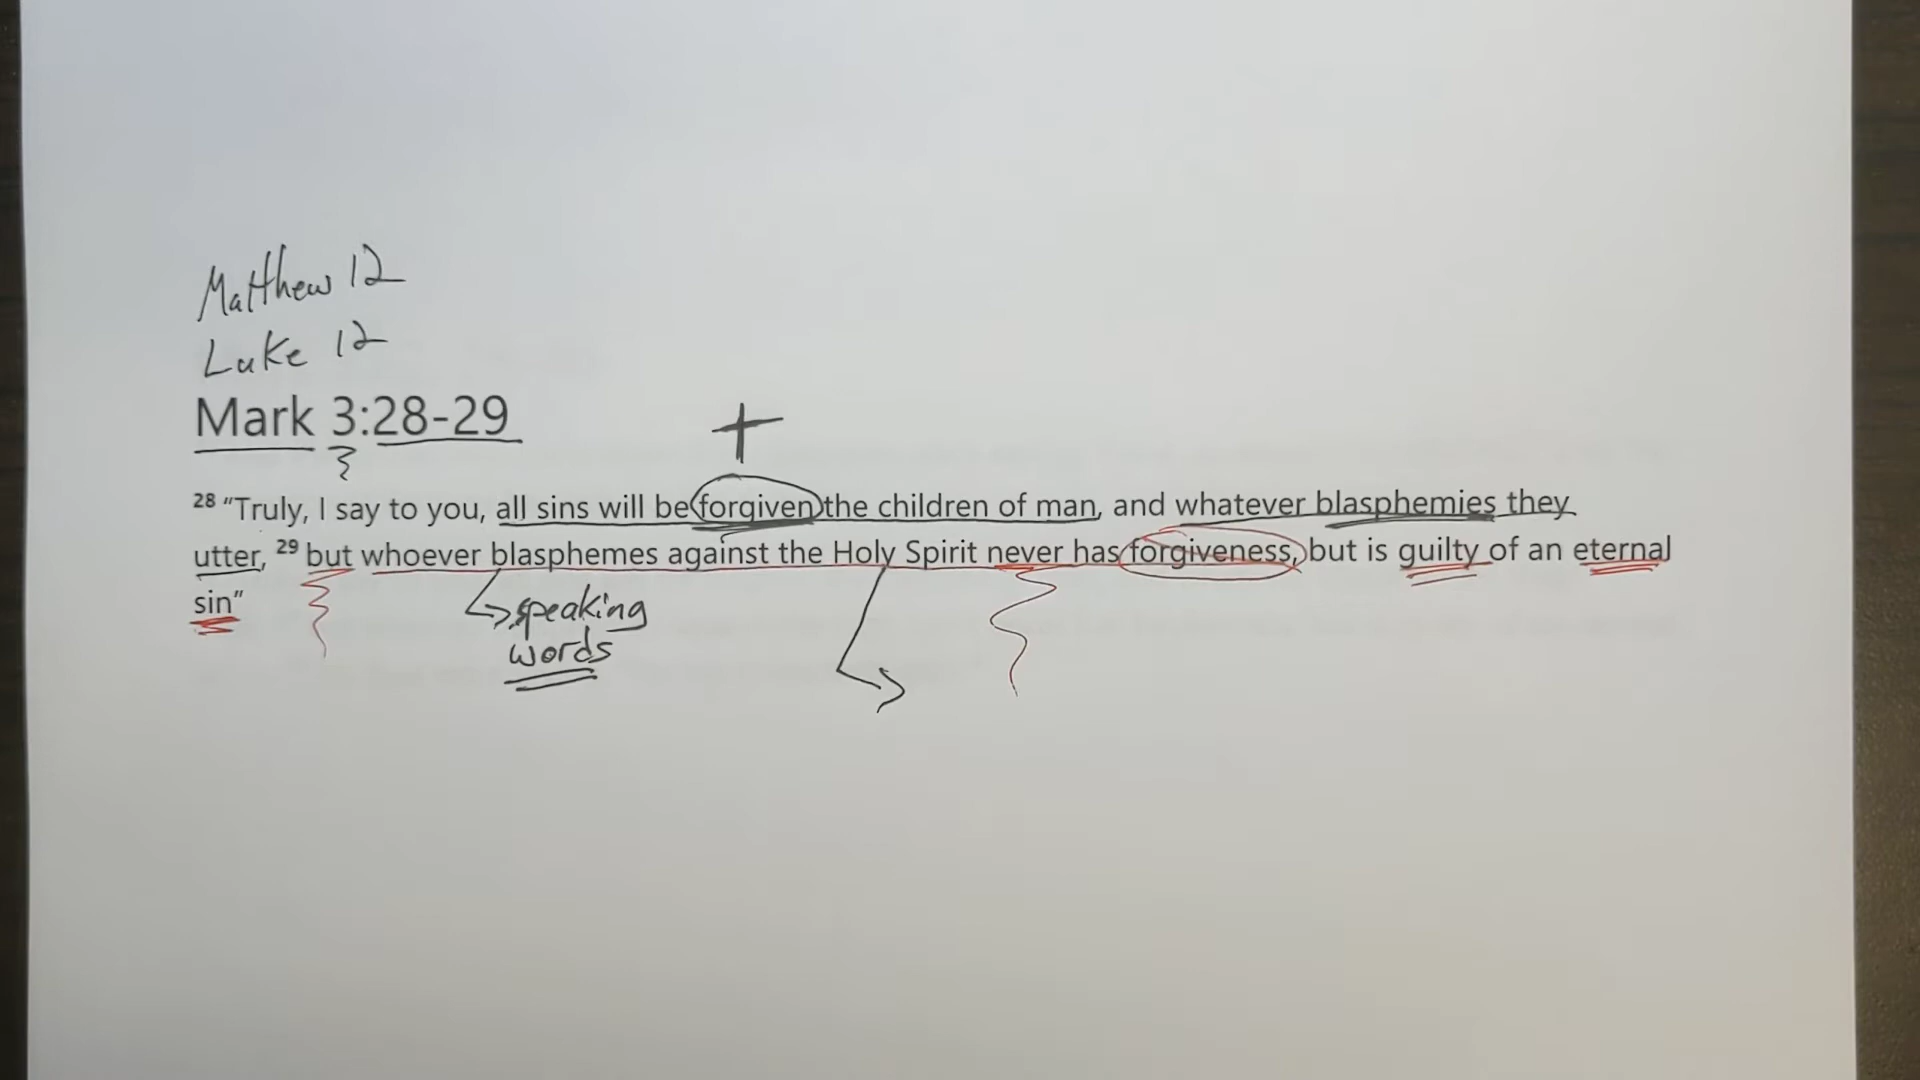 Matthew 12
Luke 12
Mark 3:28-29
28 “Truly, I say to you, all sins will be forgiven the children of man, and whatever blasphemies they
utter, 29 but whoever blasphemes against the Holy Spirit never has forgiveness, but is guilty of an eternal
sin”
speaking
words